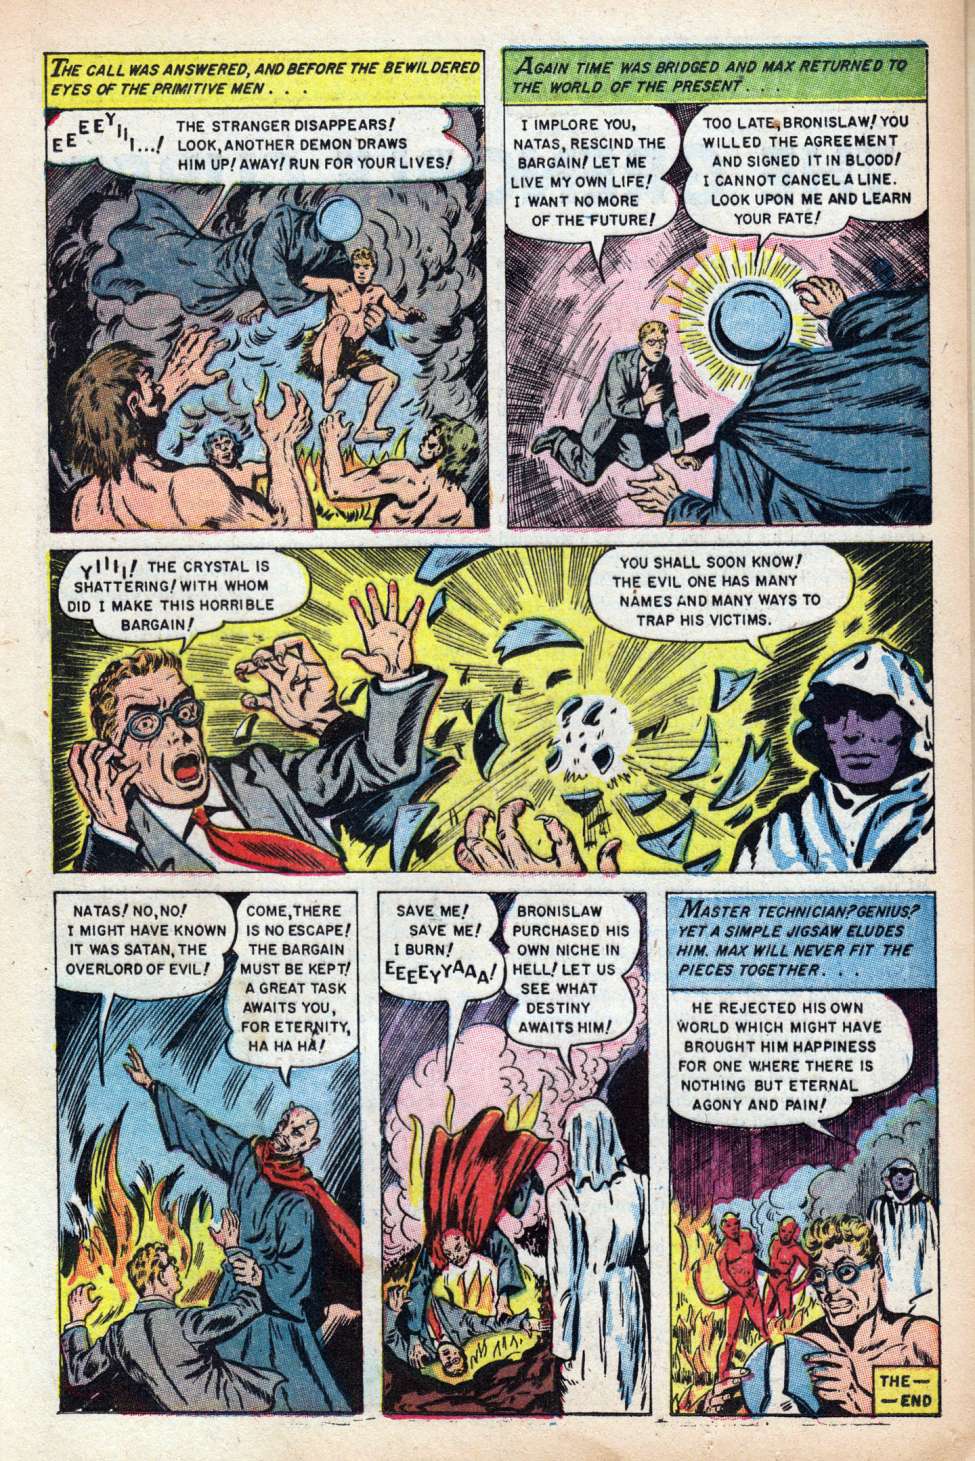 THE CALL WAS ANSWERED, AND BEFORE THE BEWILDERED
EYES OF THE PRIMITIVE MEN . . .
EEEEYIII...!
THE STRANGER DISAPPEARS!
LOOK, ANOTHER DEMON DRAWS
HIM UP! AWAY! RUN FOR YOUR LIVES!
AGAIN TIME WAS BRIDGED AND MAX RETURNED TO
THE WORLD OF THE PRESENT. . .
I IMPLORE YOU,
NATAS, RESCIND THE
BARGAIN! LET ME
LIVE MY OWN LIFE!
I WANT NO MORE
OF THE FUTURE!
TOO LATE, BRONISLAW! YOU
WILLED THE AGREEMENT
AND SIGNED IT IN BLOOD!
I CANNOT CANCEL A LINE.
LOOK UPON ME AND LEARN
YOUR FATE!
YIIII! THE CRYSTAL IS
SHATTERING! WITH WHOM
DID I MAKE THIS HORRIBLE
BARGAIN!
YOU SHALL SOON KNOW!
THE EVIL ONE HAS MANY
NAMES AND MANY WAYS TO
TRAP HIS VICTIMS.
NATAS! NO, NO!
I MIGHT HAVE KNOWN
IT WAS SATAN, THE
OVERLORD OF EVIL!
COME, THERE
IS NO ESCAPE!
THE BARGAIN
MUST BE KEPT!
A GREAT TASK
AWAITS YOU,
FOR ETERNITY,
HA HA HA!
SAVE ME!
SAVE ME!
I BURN!
EEEEYYAAA!
BRONISLAW
PURCHASED HIS
OWN NICHE IN
HELL! LET US
SEE WHAT
DESTINY
AWAITS HIM!
MASTER TECHNICIAN? GENIUS?
YET A SIMPLE JIGSAW ELUDES
HIM. MAX WILL NEVER FIT THE
PIECES TOGETHER. . .
HE REJECTED HIS OWN
WORLD WHICH MIGHT HAVE
BROUGHT HIM HAPPINESS
FOR ONE WHERE THERE IS
NOTHING BUT ETERNAL
AGONY AND PAIN!
THE—
—END